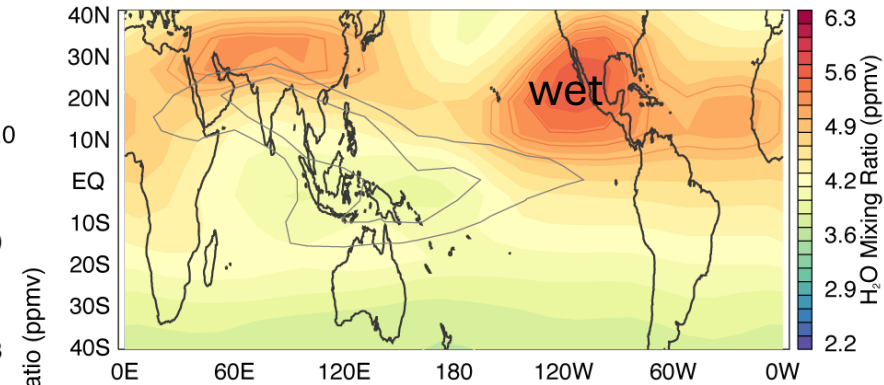 40N
30N
20N
10N
EQ
10S
20S
30S
40S
0E
60E
120E
180
120W
60W
0W
wet
6.3
5.6
4.9
4.2
3.6
2.9
2.2
H₂O Mixing Ratio (ppmv)
0
atio (ppmv)